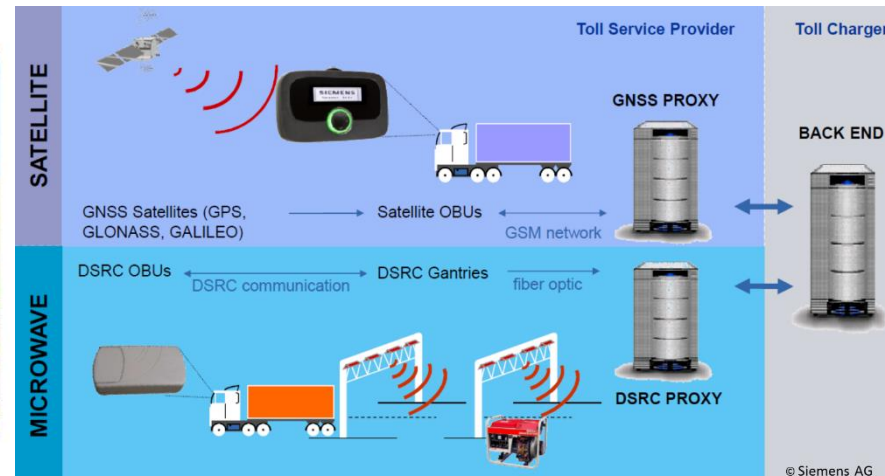 SATELLITE
Toll Service Provider
Toll Charger
SIEMENS
GNSS PROXY
BACK END
GNSS Satellites (GPS,
GLONASS, GALILEO)
Satellite OBUs
GSM network
MICROWAVE
DSRC OBUs
DSRC communication
DSRC Gantries
fiber optic
DSRC PROXY
© Siemens AG